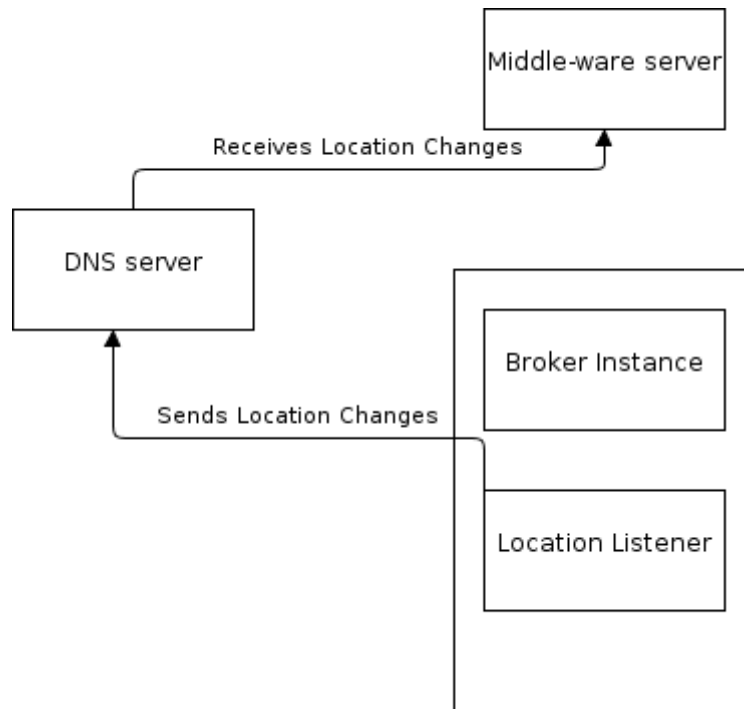 Middle-ware server
Receives Location Changes
DNS server
Broker Instance
Sends Location Changes
Location Listener